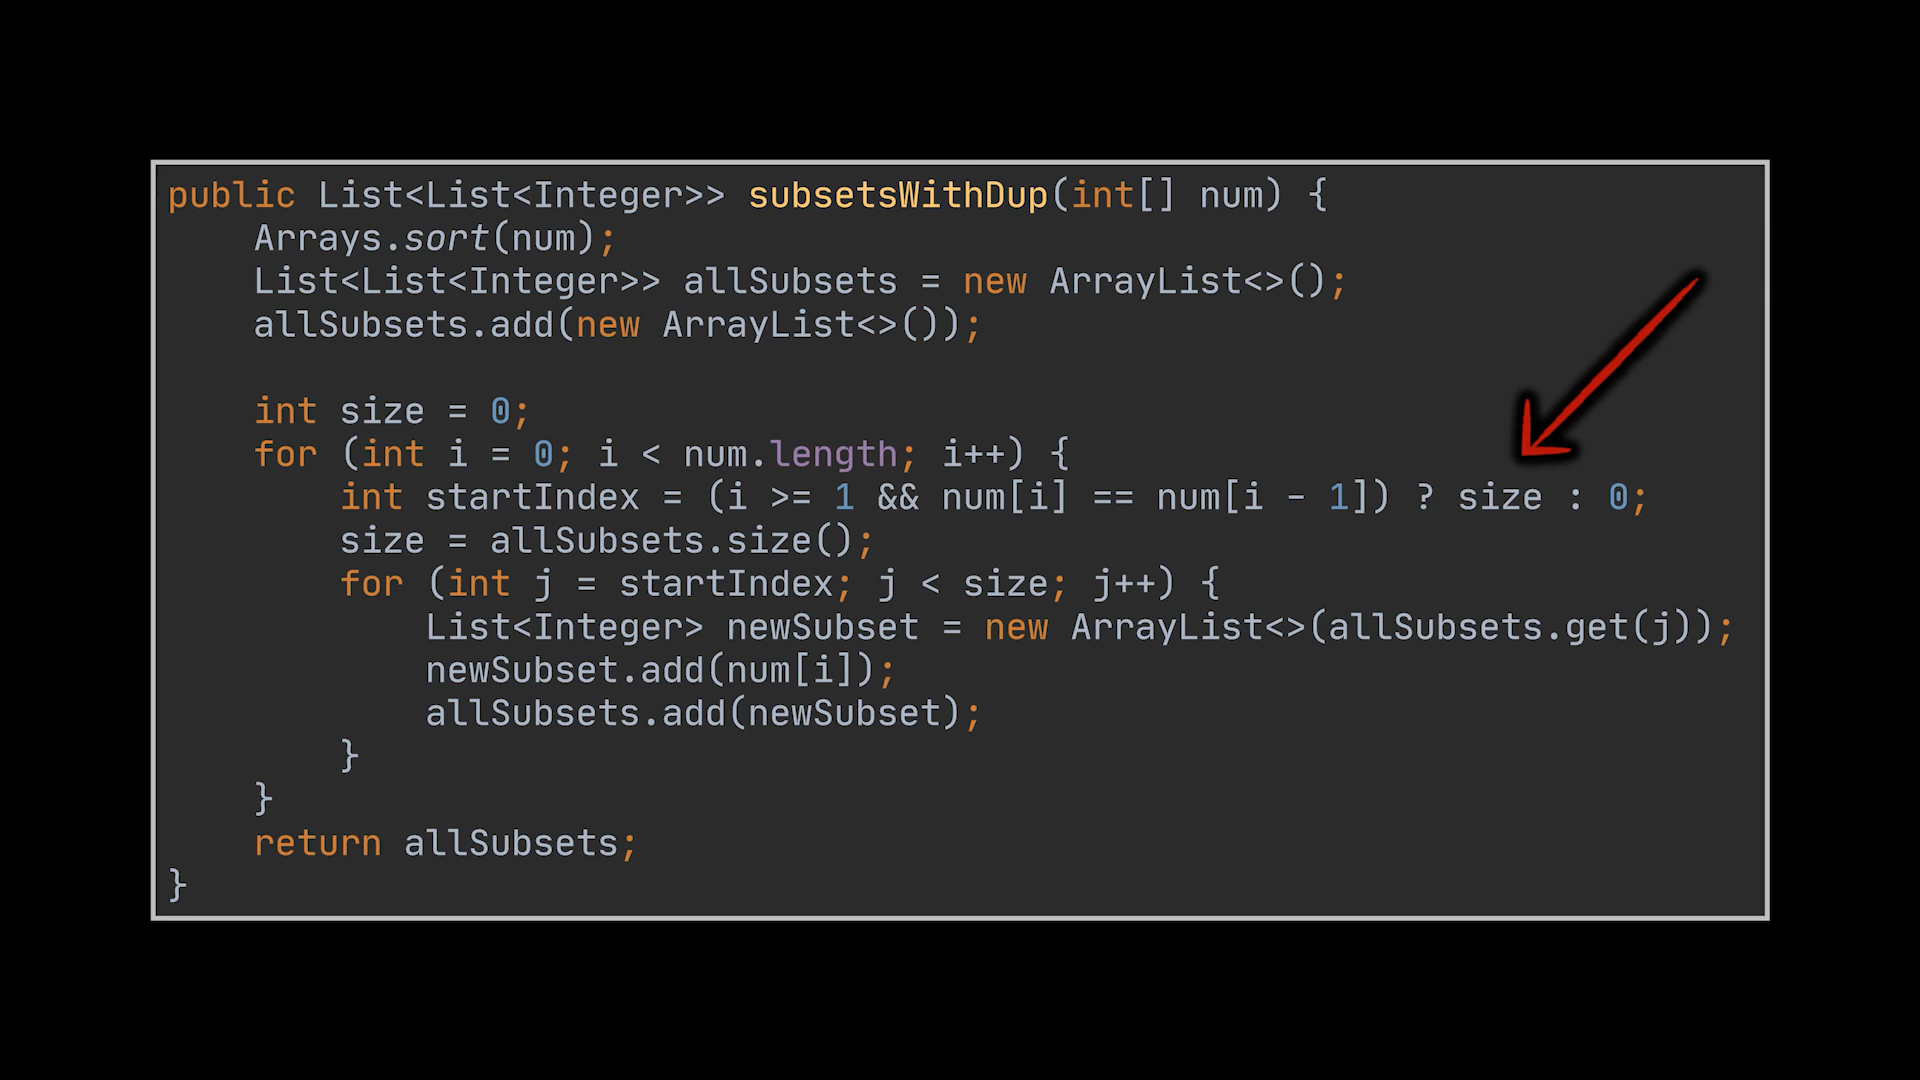 public List<List<Integer>> subsetsWithDup(int[] num) {
    Arrays.sort(num);
    List<List<Integer>> allSubsets = new ArrayList<>();
    allSubsets.add(new ArrayList<>());

    int size = 0;
    for (int i = 0; i < num.length; i++) {
        int startIndex = (i >= 1 && num[i] == num[i - 1]) ? size : 0;
        size = allSubsets.size();
        for (int j = startIndex; j < size; j++) {
            List<Integer> newSubset = new ArrayList<>(allSubsets.get(j));
            newSubset.add(num[i]);
            allSubsets.add(newSubset);
        }
    }
    return allSubsets;
}